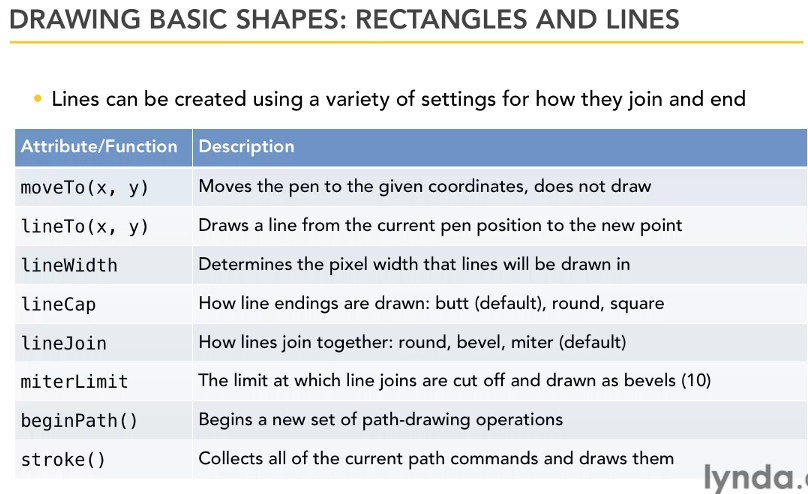 DRAWING BASIC SHAPES: RECTANGLES AND LINES
• Lines can be created using a variety of settings for how they join and end
Attribute/Function Description
moveTo(x, y) Moves the pen to the given coordinates, does not draw
lineTo(x, y) Draws a line from the current pen position to the new point
lineWidth Determines the pixel width that lines will be drawn in
lineCap How line endings are drawn: butt (default), round, square
lineJoin How lines join together: round, bevel, miter (default)
miterLimit The limit at which line joins are cut off and drawn as bevels (10)
beginPath() Begins a new set of path-drawing operations
stroke() Collects all of the current path commands and draws them
lynda.